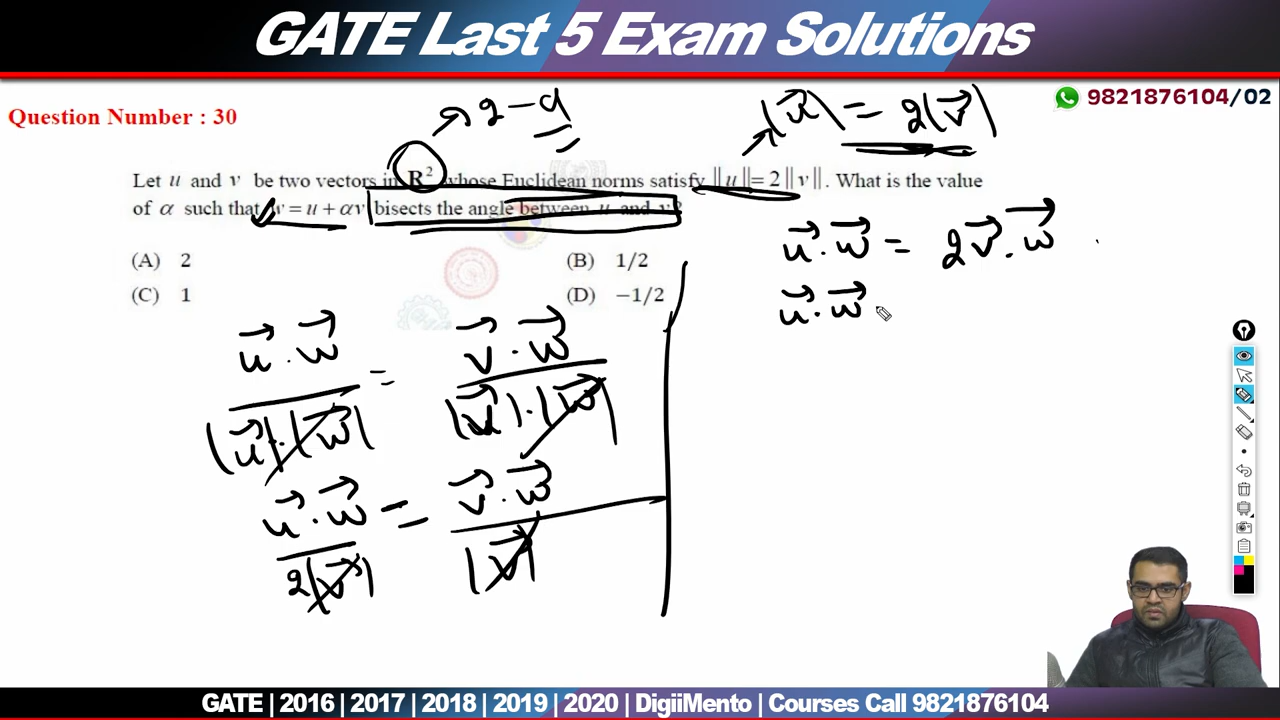 GATE Last 5 Exam Solutions
Question Number : 30
9821876104/02
→ 2-d
|u⃗| = 2|v⃗|
Let u and v be two vectors in R² whose Euclidean norms satisfy ||u|| = 2||v||. What is the value
of α such that w = u + αv bisects the angle between u and v?
(A) 2
(B) 1/2
(C) 1
(D) −1/2
u⃗ · w⃗ / |u⃗| · |w⃗| = v⃗ · w⃗ / |v⃗| · |w⃗|
u⃗ · w⃗ / 2|v⃗| = v⃗ · w⃗ / |v⃗|
u⃗ · w⃗ = 2v⃗ · w⃗
u⃗ · w⃗
GATE | 2016 | 2017 | 2018 | 2019 | 2020 | DigiiMento | Courses Call 9821876104